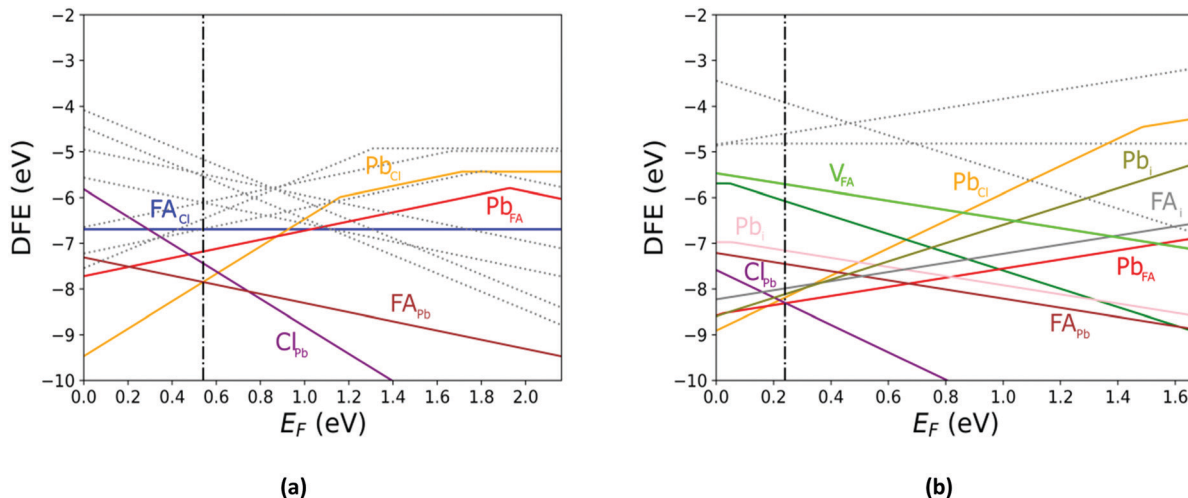 −2
−3
−4
−5
−6
−7
−8
−9
−10
DFE (eV)
0.0 0.2 0.4 0.6 0.8 1.0 1.2 1.4 1.6 1.8 2.0
E_F (eV)
Pb_Cl
FA_Cl
Pb_FA
FA_Pb
Cl_Pb
(a)
−2
−3
−4
−5
−6
−7
−8
−9
−10
DFE (eV)
0.0 0.2 0.4 0.6 0.8 1.0 1.2 1.4 1.6
E_F (eV)
V_FA
Pb_Cl
Pb_i
FA_i
Pb_i
Cl_Pb
Pb_FA
FA_Pb
(b)